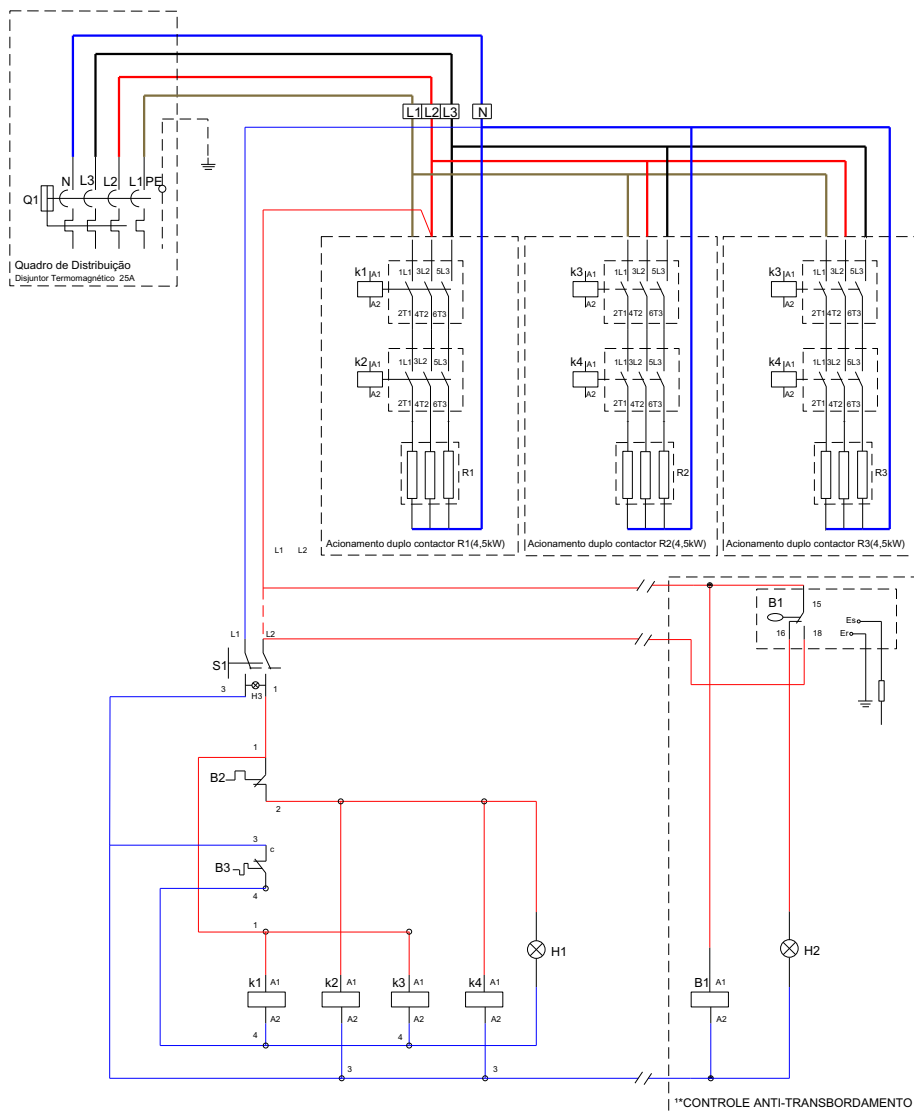 L1 L2 L3 N
N L3 L2 L1 PE
Q1
Quadro de Distribuição
Disjuntor Termomagnético 25A
k1 A1 1L1 3L2 5L3
A2
2T1 4T2 6T3
k2 A1 1L1 3L2 5L3
A2
2T1 4T2 6T3
R1
Acionamento duplo contactor R1(4,5kW)
k3 A1 1L1 3L2 5L3
A2
2T1 4T2 6T3
k4 A1 1L1 3L2 5L3
A2
2T1 4T2 6T3
R2
Acionamento duplo contactor R2(4,5kW)
k3 A1 1L1 3L2 5L3
A2
2T1 4T2 6T3
k4 A1 1L1 3L2 5L3
A2
2T1 4T2 6T3
R3
Acionamento duplo contactor R3(4,5kW)
L1 L2
L1 L2
S1
3 H3 1
1
B2
2
3
c
B3
4
1
k1 A1
A2
k2 A1
A2
k3 A1
A2
k4 A1
A2
H1
4 4
3 3
B1 15
16 18
Es
Er
B1 A1
A2
H2
1*CONTROLE ANTI-TRANSBORDAMENTO